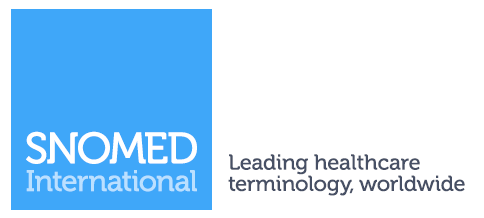 SNOMED
International
Leading healthcare
terminology, worldwide